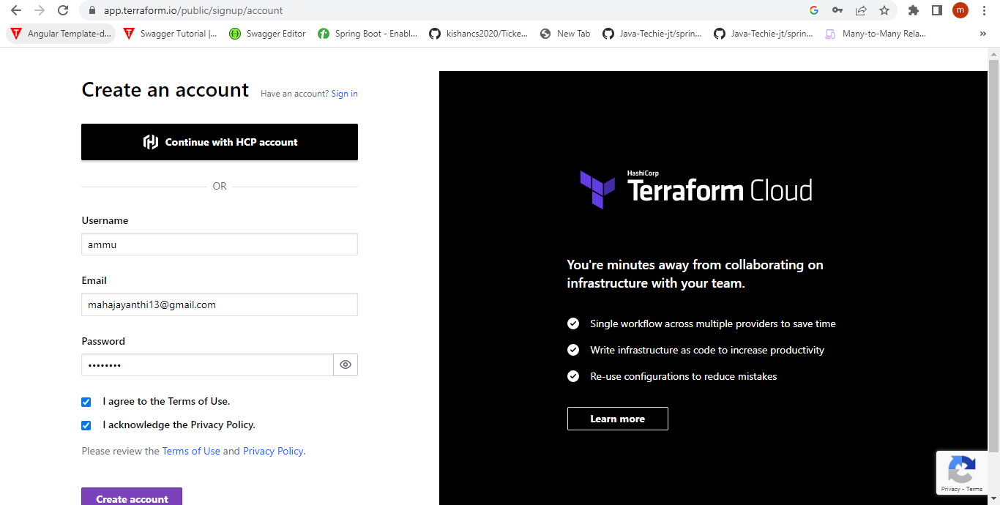 app.terraform.io/public/signup/account
m
Angular Template-d...
Swagger Tutorial |...
Swagger Editor
Spring Boot - Enabl...
kishancs2020/Ticke...
New Tab
Java-Techie-jt/sprin...
Java-Techie-jt/sprin...
Many-to-Many Rela...
»
Create an account Have an account? Sign in
Continue with HCP account
OR
Username
ammu
Email
mahajayanthi13@gmail.com
Password
••••••••
I agree to the Terms of Use.
I acknowledge the Privacy Policy.
Please review the Terms of Use and Privacy Policy.
Create account
HashiCorp
Terraform Cloud
You're minutes away from collaborating on
infrastructure with your team.
Single workflow across multiple providers to save time
Write infrastructure as code to increase productivity
Re-use configurations to reduce mistakes
Learn more
Privacy - Terms